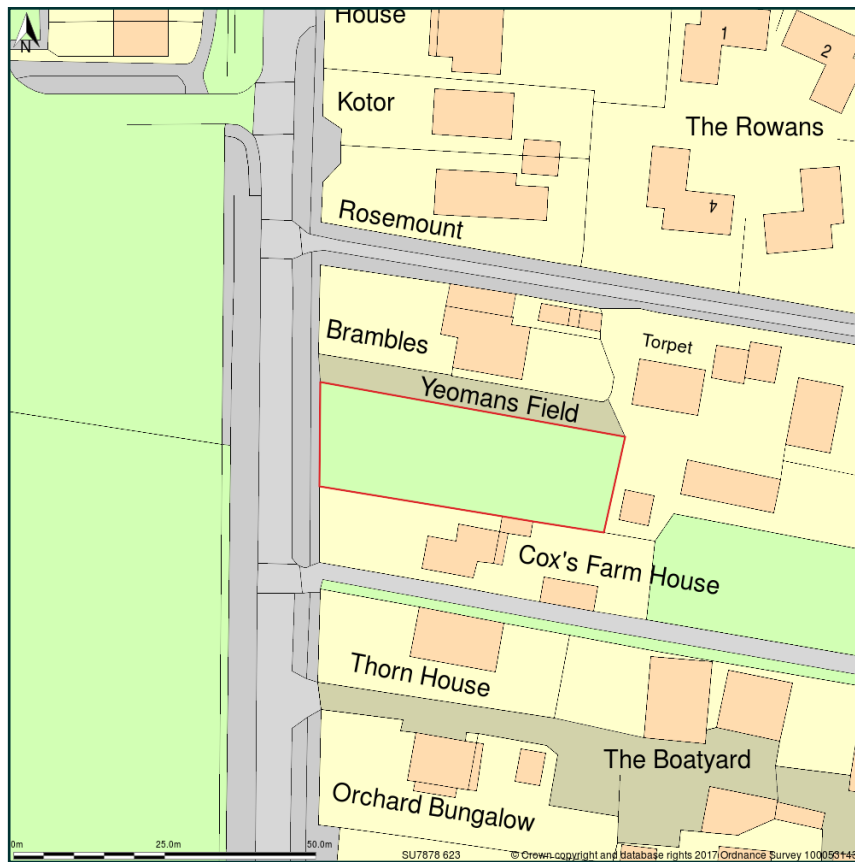 N
House
1
2
Kotor
The Rowans
4
Rosemount
Brambles
Torpet
Yeomans Field
Cox's Farm House
Thorn House
The Boatyard
Orchard Bungalow
0m
25.0m
50.0m
SU7878 623
© Crown copyright and database rights 2017 Ordnance Survey